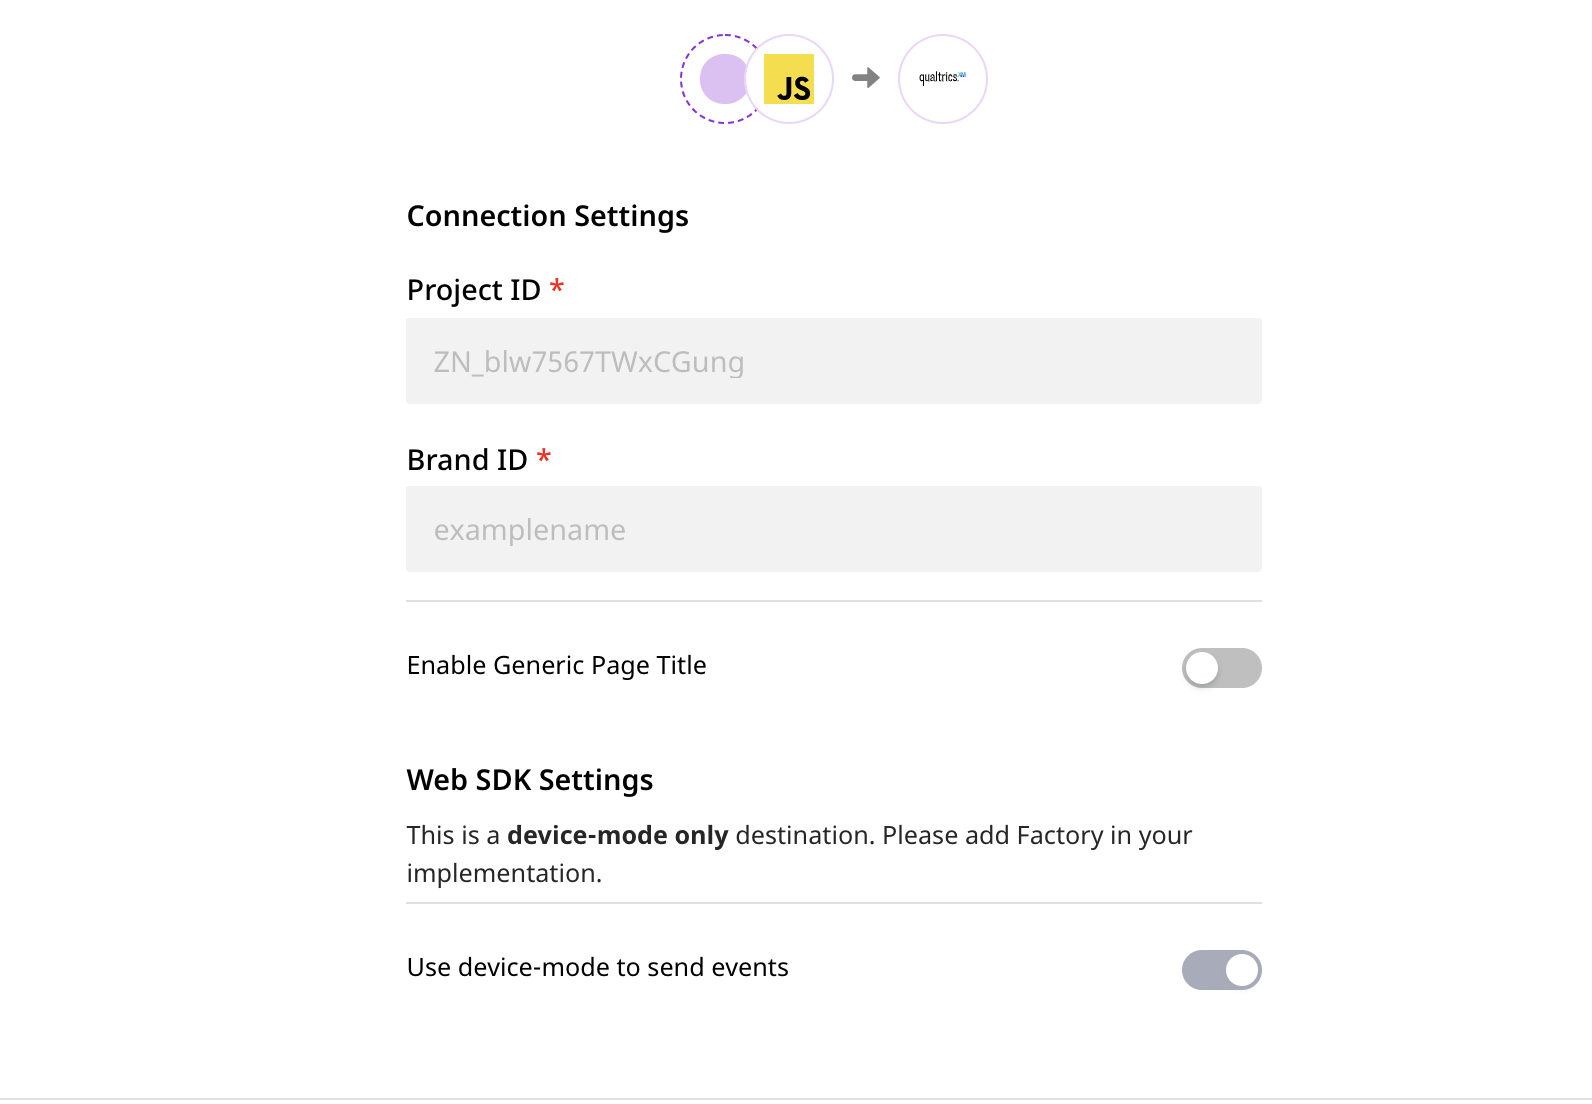 JS
qualtrics.XM
Connection Settings
Project ID *
ZN_blw7567TWxCGung
Brand ID *
examplename
Enable Generic Page Title
Web SDK Settings
This is a device-mode only destination. Please add Factory in your
implementation.
Use device-mode to send events